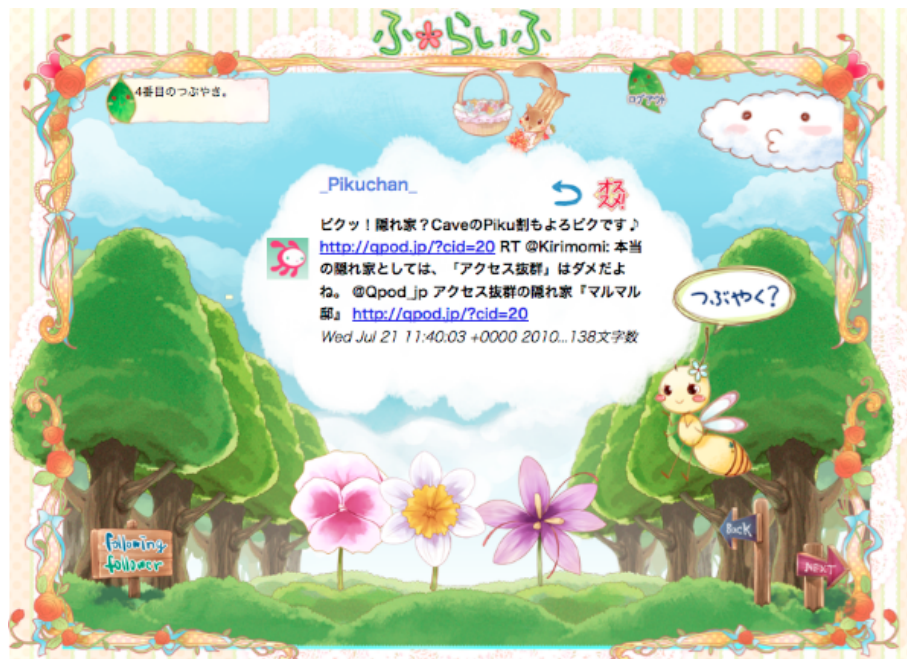 ふ*らいふ
4番目のつぶやき。
ログアウト
_Pikuchan_
オス
スメ!
ピクッ！隠れ家？CaveのPiku割もよろピクです♪
http://qpod.jp/?cid=20 RT @Kirimomi: 本当
の隠れ家としては、「アクセス抜群」はダメだよ
ね。 @Qpod_jp アクセス抜群の隠れ家『マルマル
邸』 http://qpod.jp/?cid=20
Wed Jul 21 11:40:03 +0000 2010...138文字数
つぶやく?
BACK
following
follower
NEXT